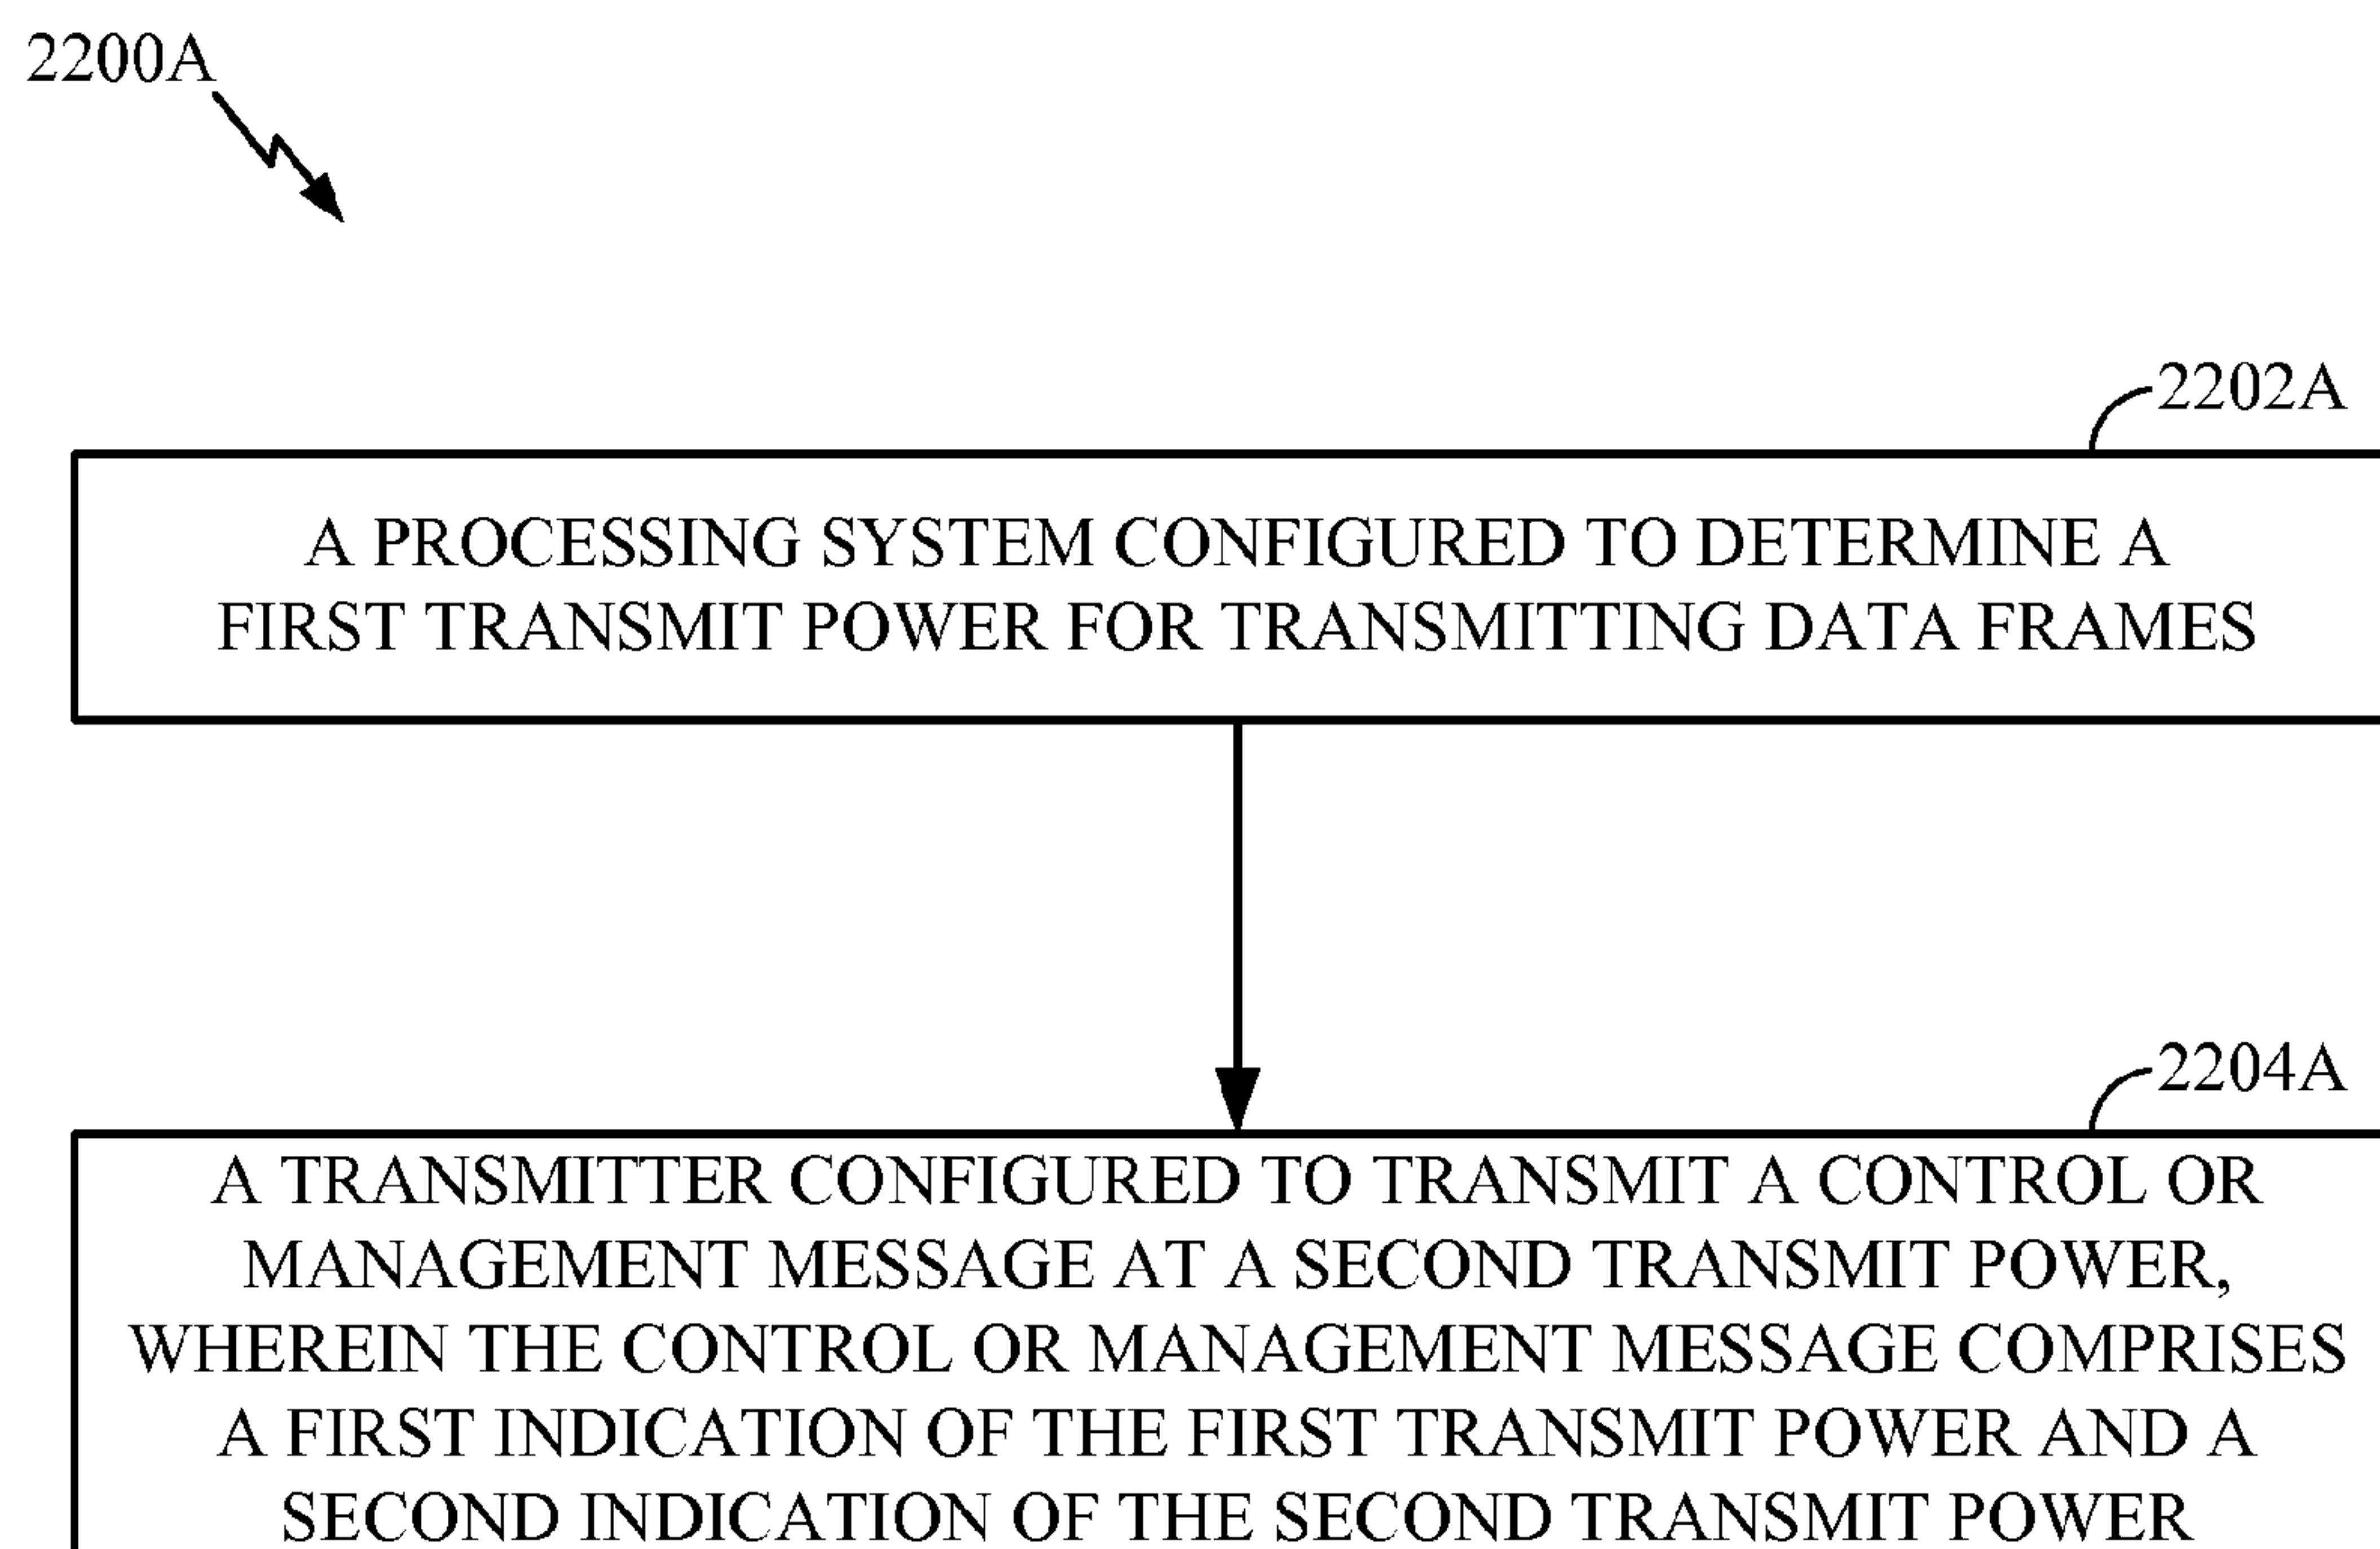 2200A
2202A
A PROCESSING SYSTEM CONFIGURED TO DETERMINE A
FIRST TRANSMIT POWER FOR TRANSMITTING DATA FRAMES
2204A
A TRANSMITTER CONFIGURED TO TRANSMIT A CONTROL OR
MANAGEMENT MESSAGE AT A SECOND TRANSMIT POWER,
WHEREIN THE CONTROL OR MANAGEMENT MESSAGE COMPRISES
A FIRST INDICATION OF THE FIRST TRANSMIT POWER AND A
SECOND INDICATION OF THE SECOND TRANSMIT POWER